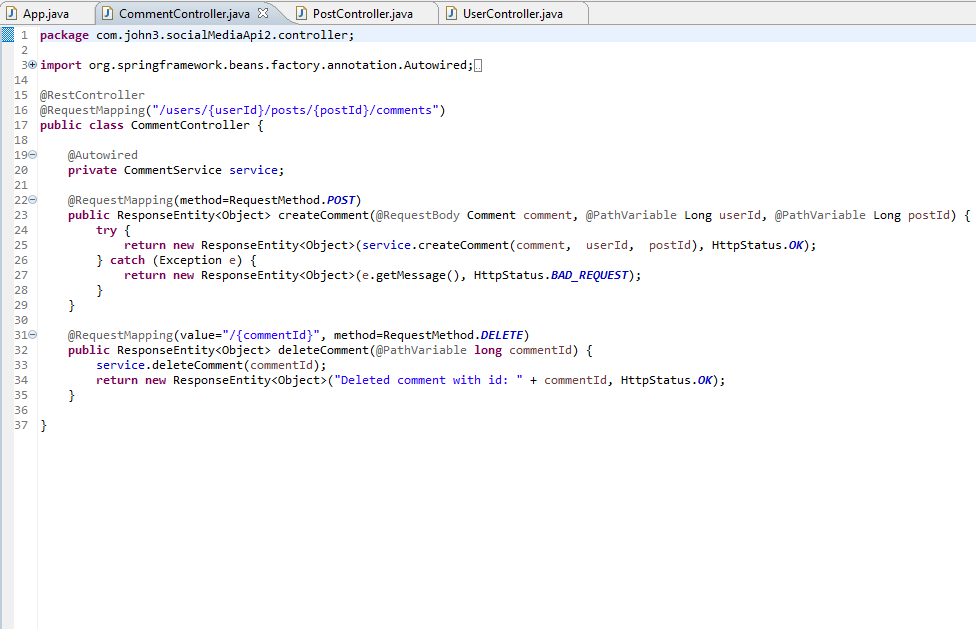 App.java CommentController.java PostController.java UserController.java
1 package com.john3.socialMediaApi2.controller;
2
3 import org.springframework.beans.factory.annotation.Autowired;
14
15 @RestController
16 @RequestMapping("/users/{userId}/posts/{postId}/comments")
17 public class CommentController {
18
19 @Autowired
20 private CommentService service;
21
22 @RequestMapping(method=RequestMethod.POST)
23 public ResponseEntity<Object> createComment(@RequestBody Comment comment, @PathVariable Long userId, @PathVariable Long postId) {
24 try {
25 return new ResponseEntity<Object>(service.createComment(comment,  userId,  postId), HttpStatus.OK);
26 } catch (Exception e) {
27 return new ResponseEntity<Object>(e.getMessage(), HttpStatus.BAD_REQUEST);
28 }
29 }
30
31 @RequestMapping(value="/{commentId}", method=RequestMethod.DELETE)
32 public ResponseEntity<Object> deleteComment(@PathVariable long commentId) {
33 service.deleteComment(commentId);
34 return new ResponseEntity<Object>("Deleted comment with id: " + commentId, HttpStatus.OK);
35 }
36
37 }